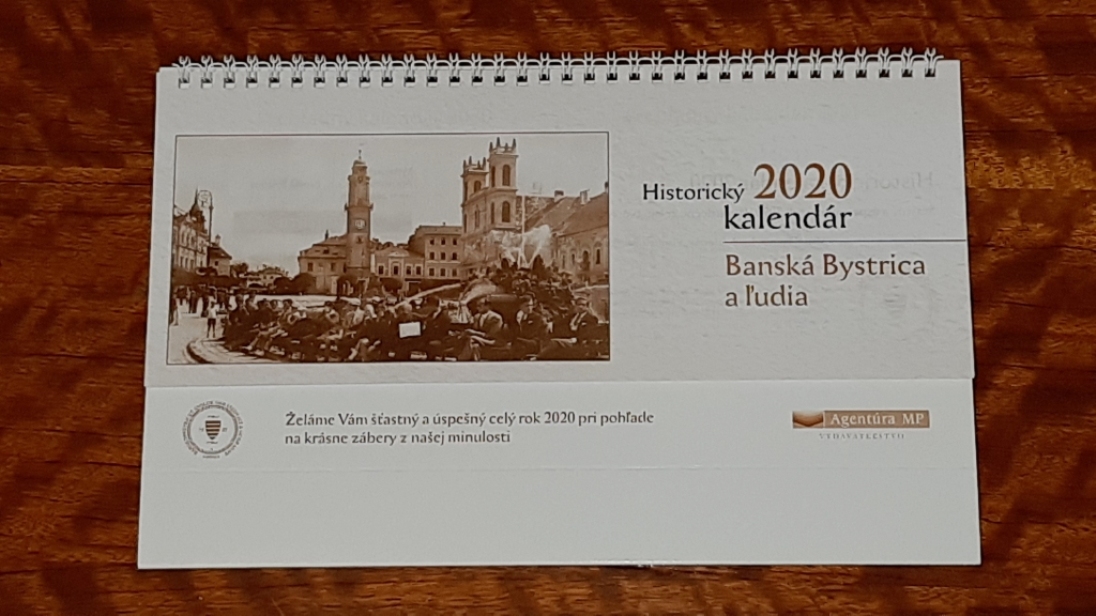 Historický 2020
kalendár
Banská Bystrica
a ľudia
Želáme Vám šťastný a úspešný celý rok 2020 pri pohľade
na krásne zábery z našej minulosti
Agentúra MP
VYDAVATEĽSTVO